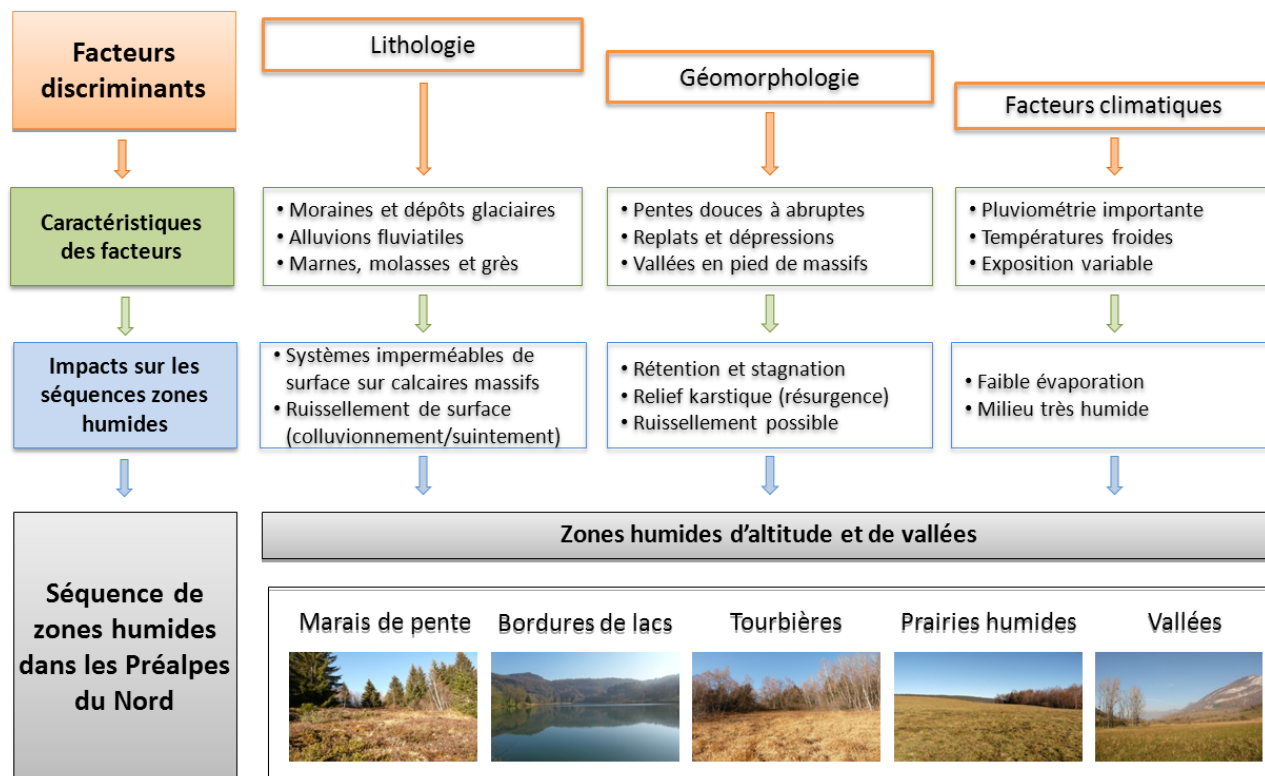 Facteurs
discriminants
Lithologie
Géomorphologie
Facteurs climatiques
Caractéristiques
des facteurs
• Moraines et dépôts glaciaires
• Alluvions fluviatiles
• Marnes, molasses et grès
• Pentes douces à abruptes
• Replats et dépressions
• Vallées en pied de massifs
• Pluviométrie importante
• Températures froides
• Exposition variable
Impacts sur les
séquences zones
humides
• Systèmes imperméables de
surface sur calcaires massifs
• Ruissellement de surface
(colluvionnement/suintement)
• Rétention et stagnation
• Relief karstique (résurgence)
• Ruissellement possible
• Faible évaporation
• Milieu très humide
Séquence de
zones humides
dans les Préalpes
du Nord
Zones humides d’altitude et de vallées
Marais de pente
Bordures de lacs
Tourbières
Prairies humides
Vallées